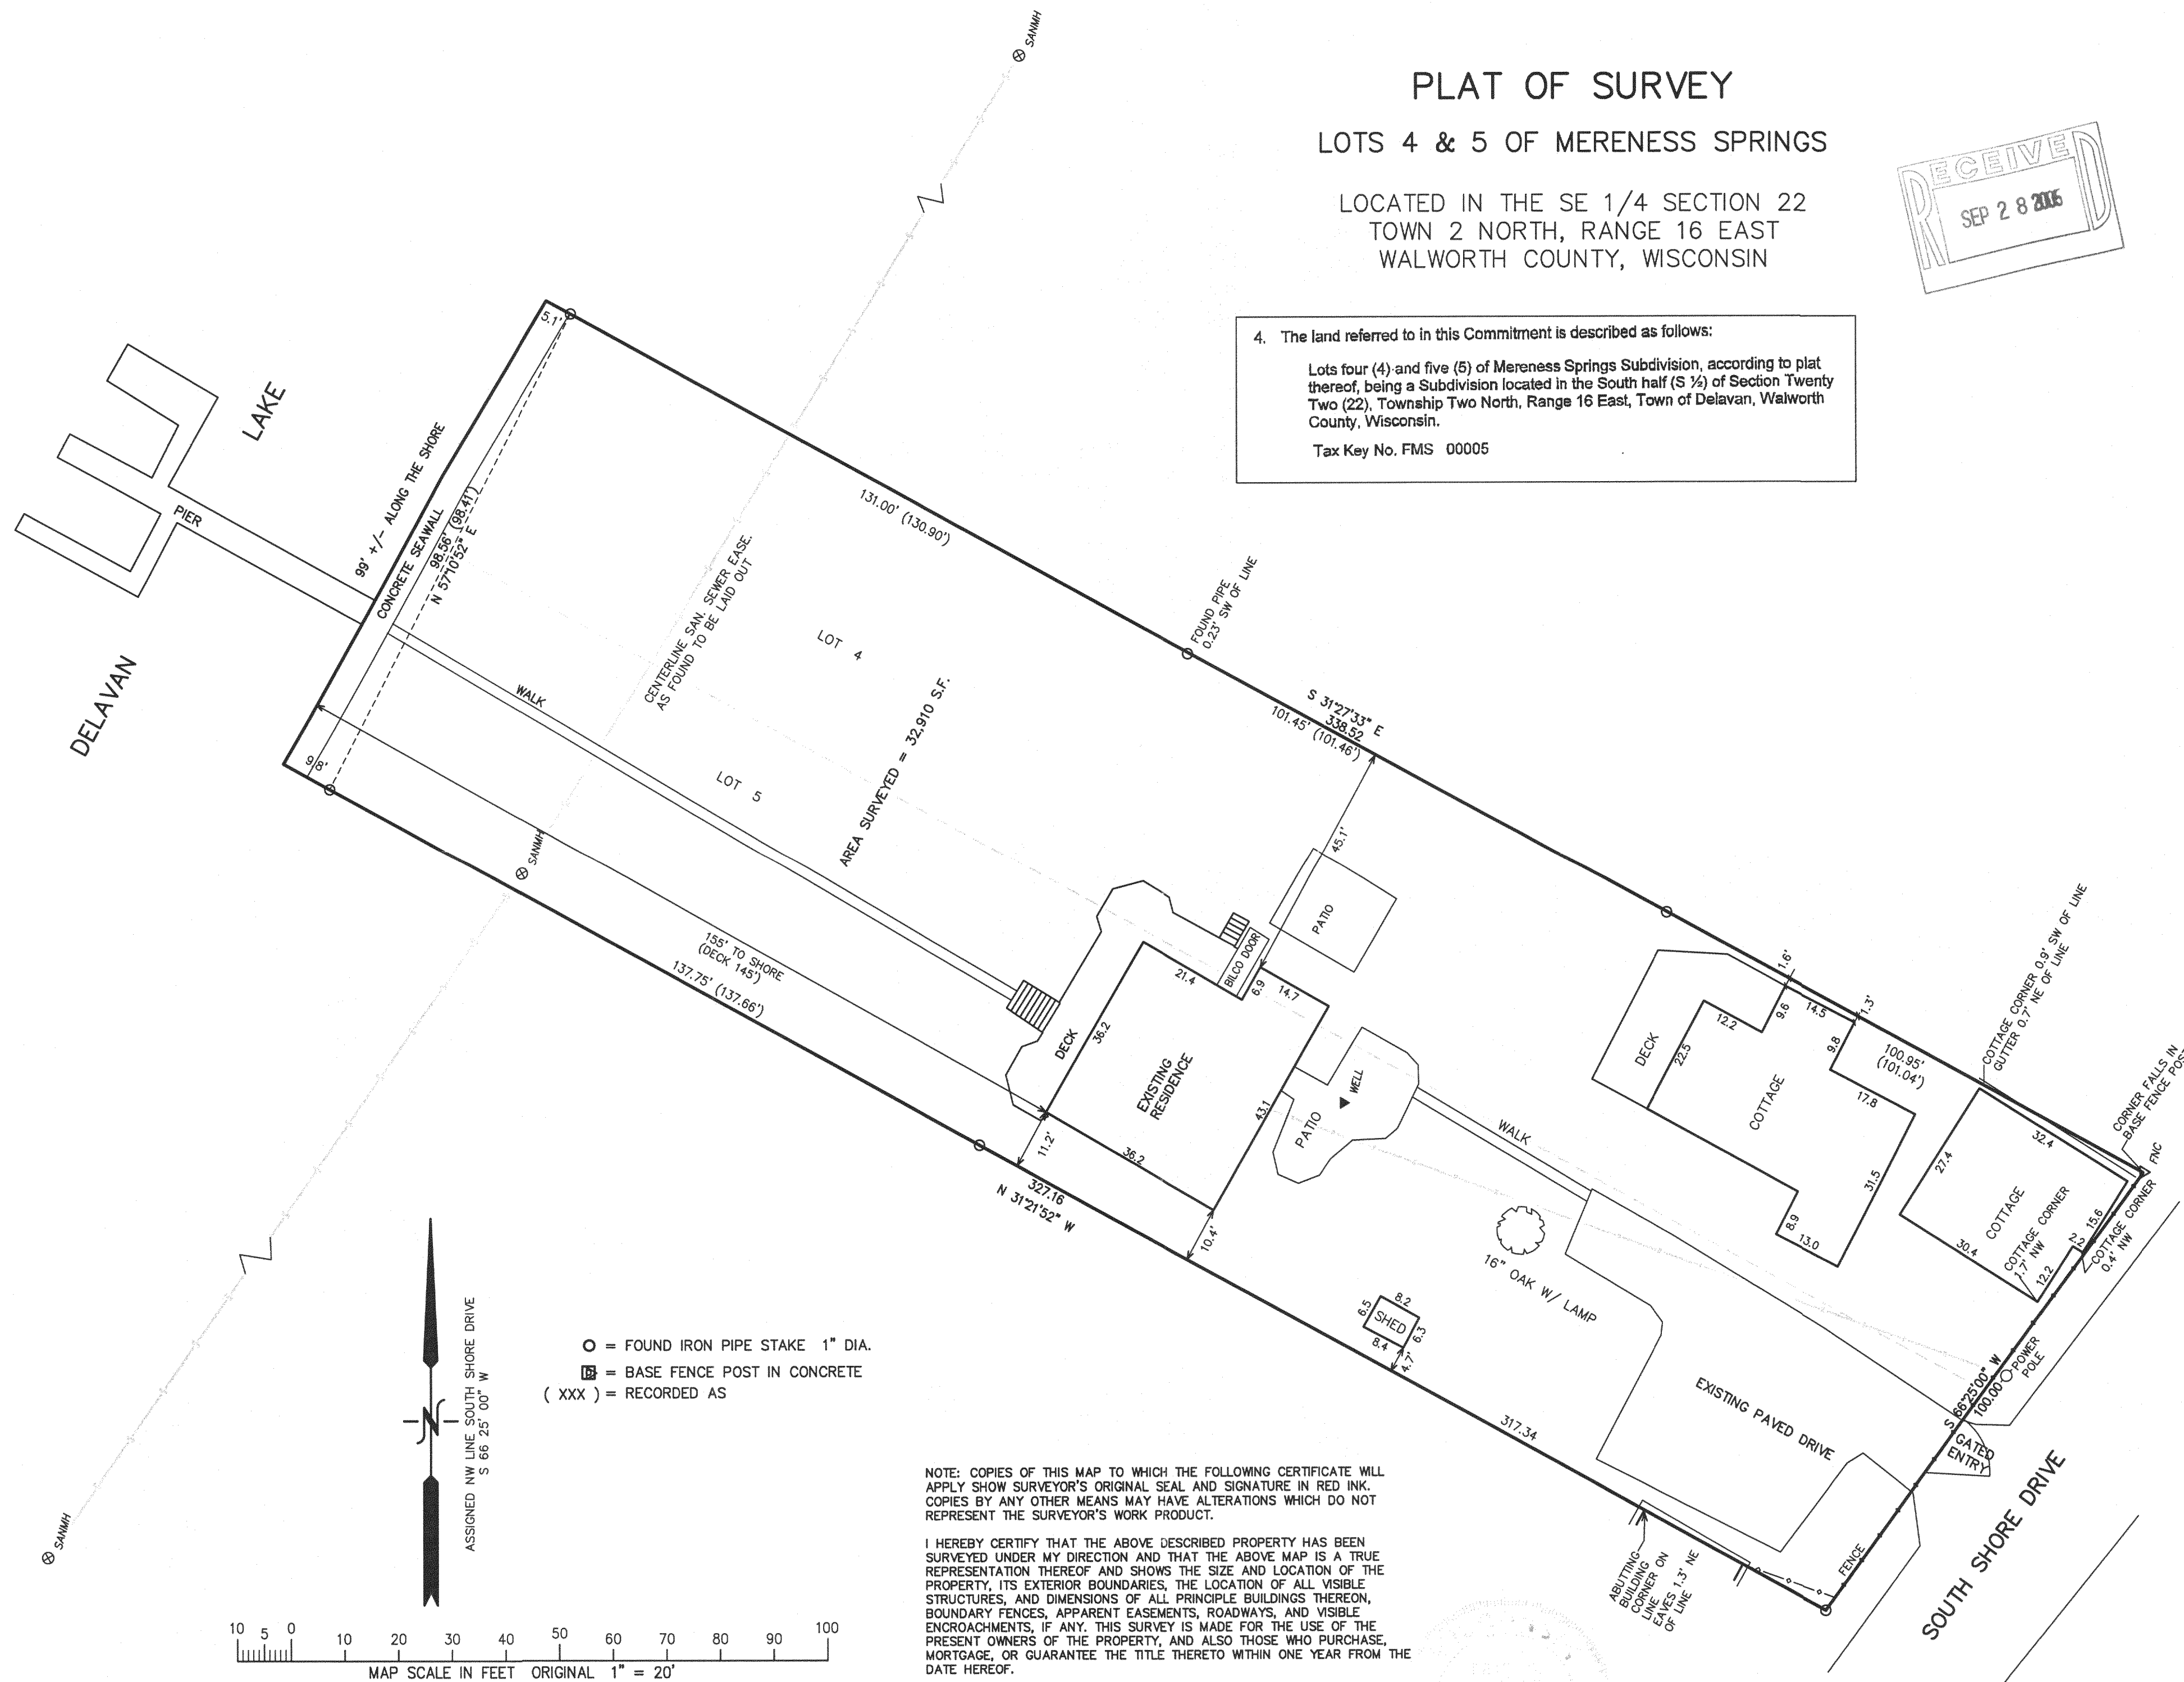 PLAT OF SURVEY
LOTS 4 & 5 OF MERENESS SPRINGS
LOCATED IN THE SE 1/4 SECTION 22
TOWN 2 NORTH, RANGE 16 EAST
WALWORTH COUNTY, WISCONSIN
RECEIVED
SEP 28 2005
4. The land referred to in this Commitment is described as follows:
Lots four (4) and five (5) of Mereness Springs Subdivision, according to plat
thereof, being a Subdivision located in the South half (S ½) of Section Twenty
Two (22), Township Two North, Range 16 East, Town of Delavan, Walworth
County, Wisconsin.
Tax Key No. FMS 00005
SANMH
5.1'
LAKE
DELAVAN
PIER
99' +/- ALONG THE SHORE
CONCRETE SEAWALL
98.56' (98.41')
N 57°10'52" E
9.8'
131.00' (130.90')
CENTERLINE SAN. SEWER EASE.
AS FOUND TO BE LAID OUT
LOT 4
WALK
LOT 5
AREA SURVEYED = 32,910 S.F.
SANMH
FOUND PIPE
0.23' SW OF LINE
S 31°27'33" E
338.52
101.45' (101.46')
45.1'
PATIO
BILCO DOOR
21.4
6.9
14.7
155' TO SHORE
(DECK 145')
137.75' (137.66')
DECK
36.2
EXISTING
RESIDENCE
43.1
36.2
11.2'
10.4'
327.16
N 31°21'52" W
PATIO
WELL
WALK
1.6'
1.3'
DECK
12.2
9.6
14.5
22.5
9.8
COTTAGE
17.8
31.5
8.9
13.0
100.95'
(101.04')
COTTAGE CORNER 0.9' SW OF LINE
GUTTER 0.7' NE OF LINE
CORNER FALLS IN
BASE FENCE POST
FNC
32.4
27.4
COTTAGE
30.4
COTTAGE CORNER
1.7' NW
12.2
2.2
15.6
COTTAGE CORNER
0.4' NW
16" OAK W/ LAMP
8.2
6.5
SHED
6.3
8.4
4.7'
EXISTING PAVED DRIVE
317.34
S 66°25'00" W
100.00
POWER
POLE
GATED
ENTRY
FENCE
SOUTH SHORE DRIVE
ABUTTING
BUILDING
CORNER ON
LINE
EAVES 1.3' NE
OF LINE
SANMH
ASSIGNED NW LINE SOUTH SHORE DRIVE
S 66 25' 00" W
N
O = FOUND IRON PIPE STAKE 1" DIA.
= BASE FENCE POST IN CONCRETE
( XXX ) = RECORDED AS
10 5 0 10 20 30 40 50 60 70 80 90 100
MAP SCALE IN FEET ORIGINAL 1" = 20'
NOTE: COPIES OF THIS MAP TO WHICH THE FOLLOWING CERTIFICATE WILL
APPLY SHOW SURVEYOR'S ORIGINAL SEAL AND SIGNATURE IN RED INK.
COPIES BY ANY OTHER MEANS MAY HAVE ALTERATIONS WHICH DO NOT
REPRESENT THE SURVEYOR'S WORK PRODUCT.
I HEREBY CERTIFY THAT THE ABOVE DESCRIBED PROPERTY HAS BEEN
SURVEYED UNDER MY DIRECTION AND THAT THE ABOVE MAP IS A TRUE
REPRESENTATION THEREOF AND SHOWS THE SIZE AND LOCATION OF THE
PROPERTY, ITS EXTERIOR BOUNDARIES, THE LOCATION OF ALL VISIBLE
STRUCTURES, AND DIMENSIONS OF ALL PRINCIPLE BUILDINGS THEREON,
BOUNDARY FENCES, APPARENT EASEMENTS, ROADWAYS, AND VISIBLE
ENCROACHMENTS, IF ANY. THIS SURVEY IS MADE FOR THE USE OF THE
PRESENT OWNERS OF THE PROPERTY, AND ALSO THOSE WHO PURCHASE,
MORTGAGE, OR GUARANTEE THE TITLE THERETO WITHIN ONE YEAR FROM THE
DATE HEREOF.